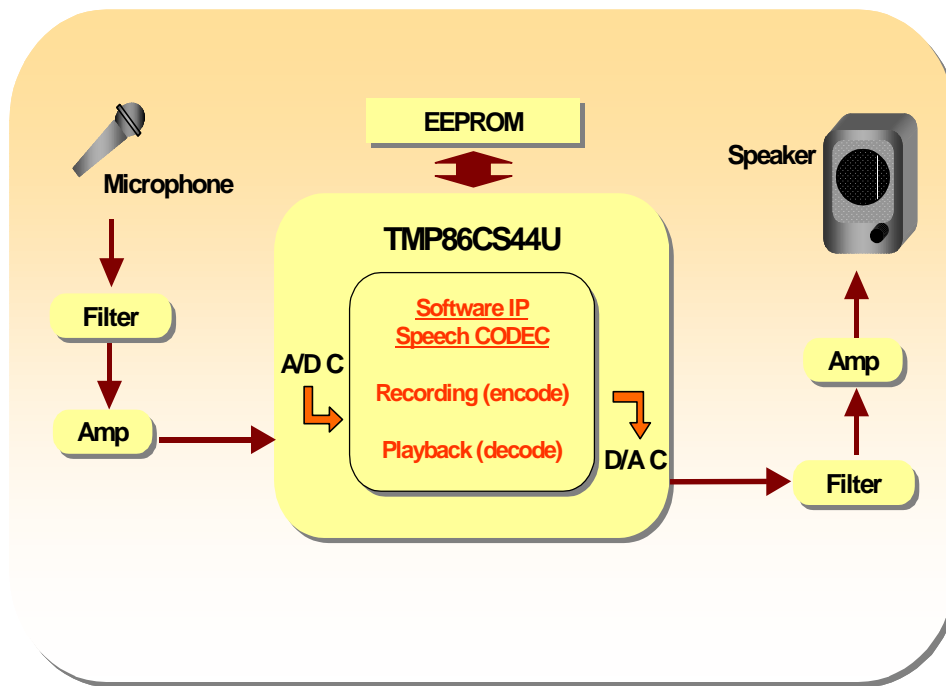 EEPROM
Speaker
Microphone
TMP86CS44U
Software IP
Speech CODEC
Filter
A/D C
Recording (encode)
Amp
Amp
Playback (decode)
D/A C
Filter